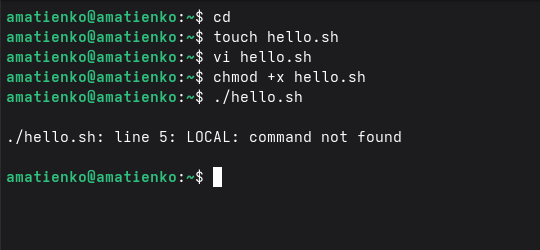 amatienko@amatienko:~$ cd
amatienko@amatienko:~$ touch hello.sh
amatienko@amatienko:~$ vi hello.sh
amatienko@amatienko:~$ chmod +x hello.sh
amatienko@amatienko:~$ ./hello.sh
./hello.sh: line 5: LOCAL: command not found
amatienko@amatienko:~$